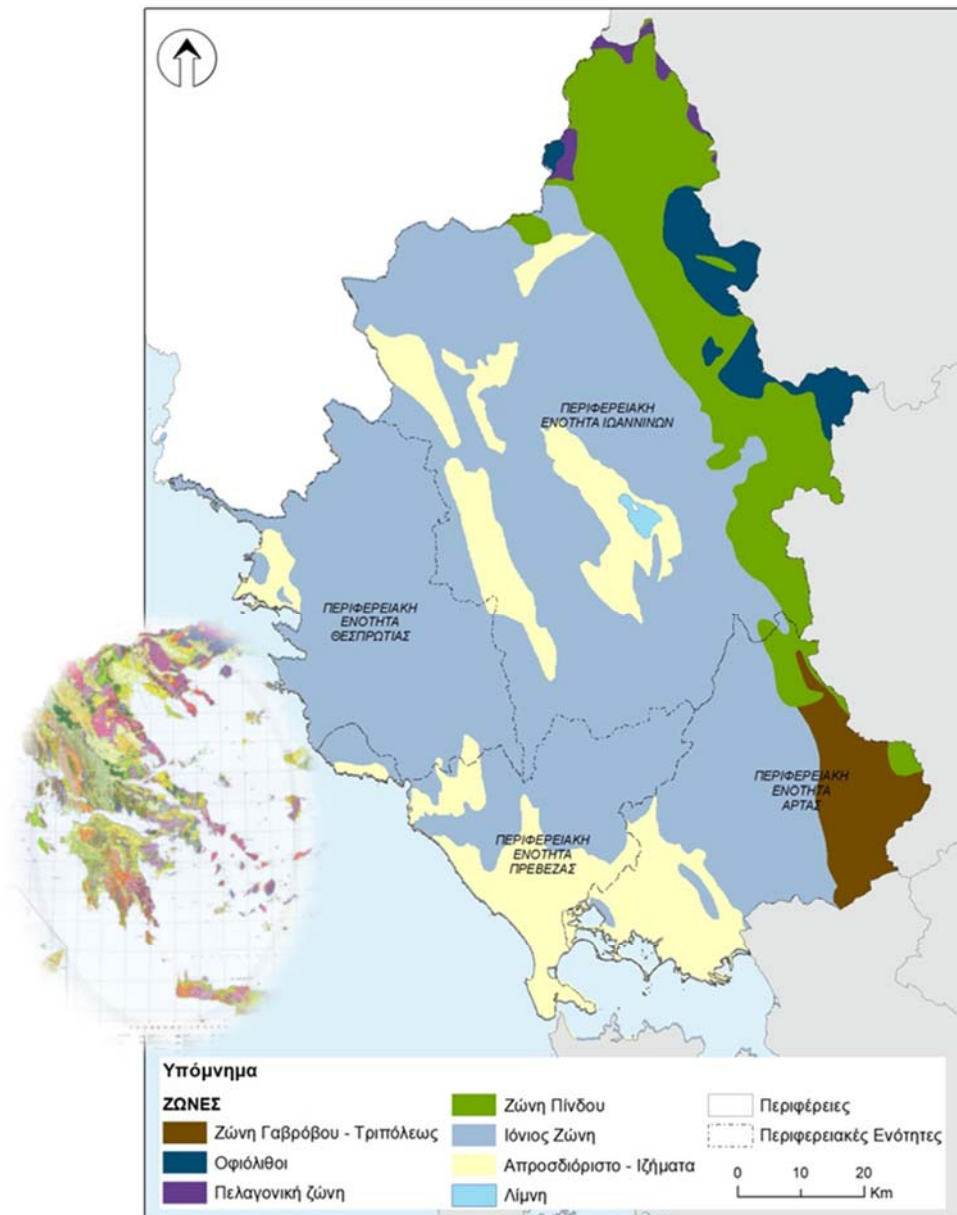 ΠΕΡΙΦΕΡΕΙΑΚΗ
ΕΝΟΤΗΤΑ ΙΩΑΝΝΙΝΩΝ
ΠΕΡΙΦΕΡΕΙΑΚΗ
ΕΝΟΤΗΤΑ
ΘΕΣΠΡΩΤΙΑΣ
ΠΕΡΙΦΕΡΕΙΑΚΗ
ΕΝΟΤΗΤΑ
ΑΡΤΑΣ
ΠΕΡΙΦΕΡΕΙΑΚΗ
ΕΝΟΤΗΤΑ
ΠΡΕΒΕΖΑΣ
Υπόμνημα
ΖΩΝΕΣ
Ζώνη Γαβρόβου - Τριπόλεως
Οφιόλιθοι
Πελαγονική ζώνη
Ζώνη Πίνδου
Ιόνιος Ζώνη
Απροσδιόριστο - Ιζήματα
Λίμνη
Περιφέρειες
Περιφερειακές Ενότητες
0 10 20
Km